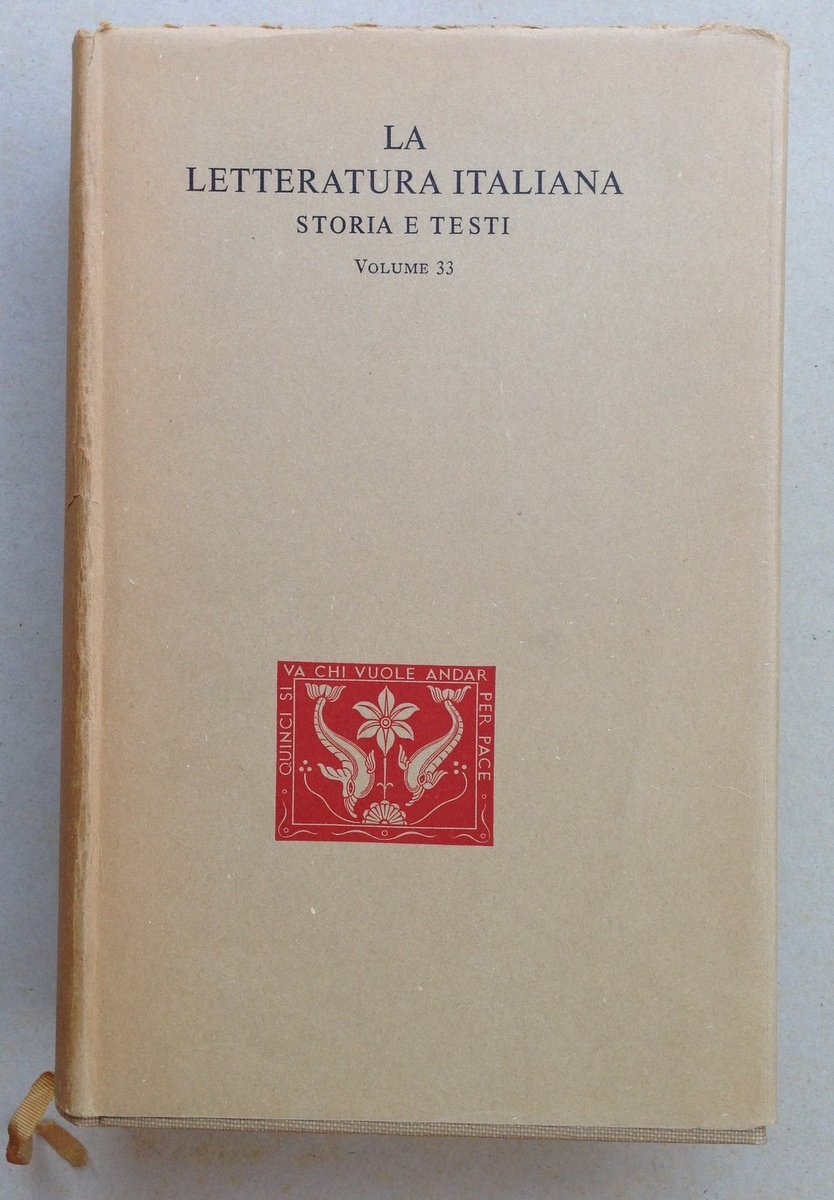 LA
LETTERATURA ITALIANA
STORIA E TESTI
VOLUME 33
QUINCI SI
VA CHI VUOLE ANDAR
PER PACE